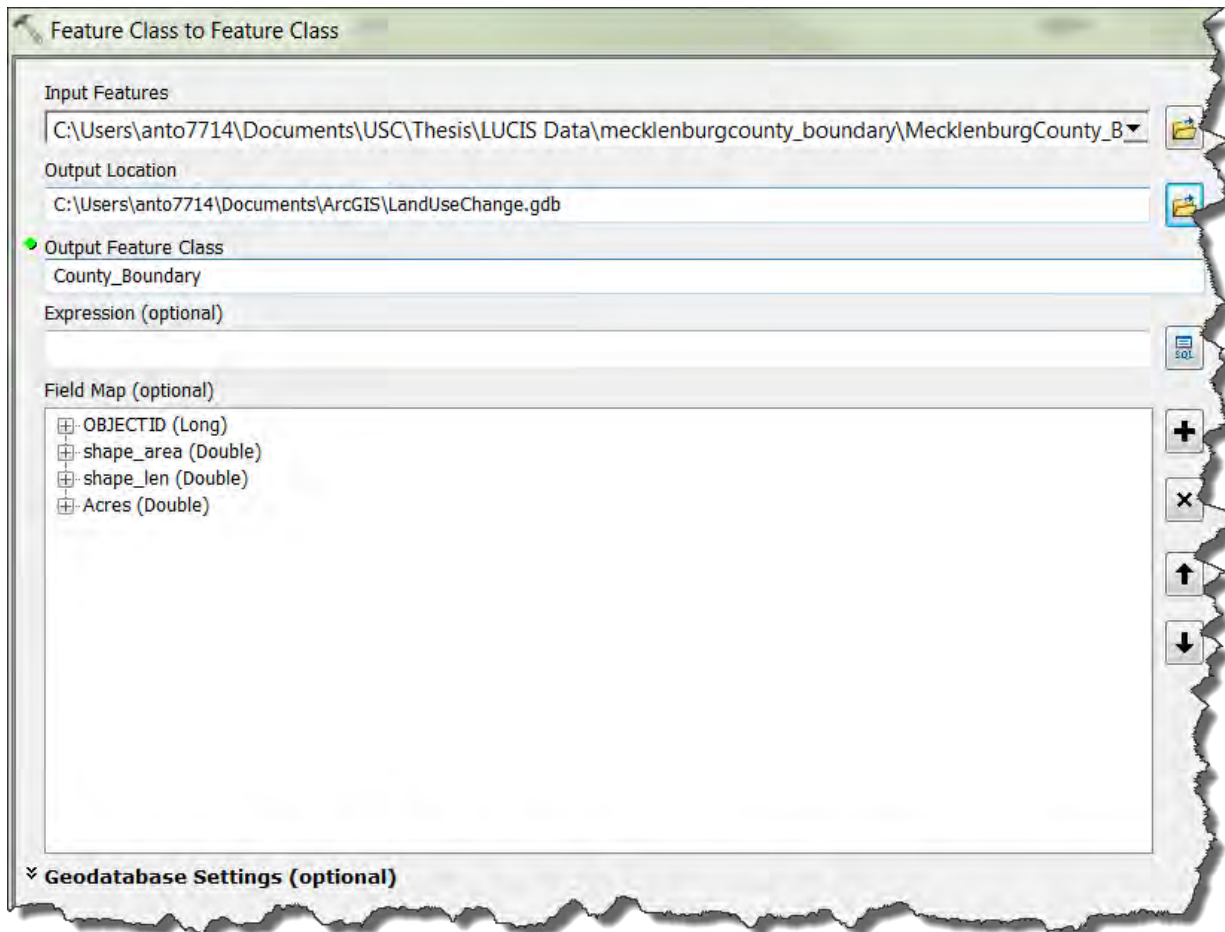 Feature Class to Feature Class
Input Features
C:\Users\anto7714\Documents\USC\Thesis\LUCIS Data\mecklenburgcounty_boundary\MecklenburgCounty_B
Output Location
C:\Users\anto7714\Documents\ArcGIS\LandUseChange.gdb
Output Feature Class
County_Boundary
Expression (optional)
SQL
Field Map (optional)
OBJECTID (Long)
shape_area (Double)
shape_len (Double)
Acres (Double)
Geodatabase Settings (optional)